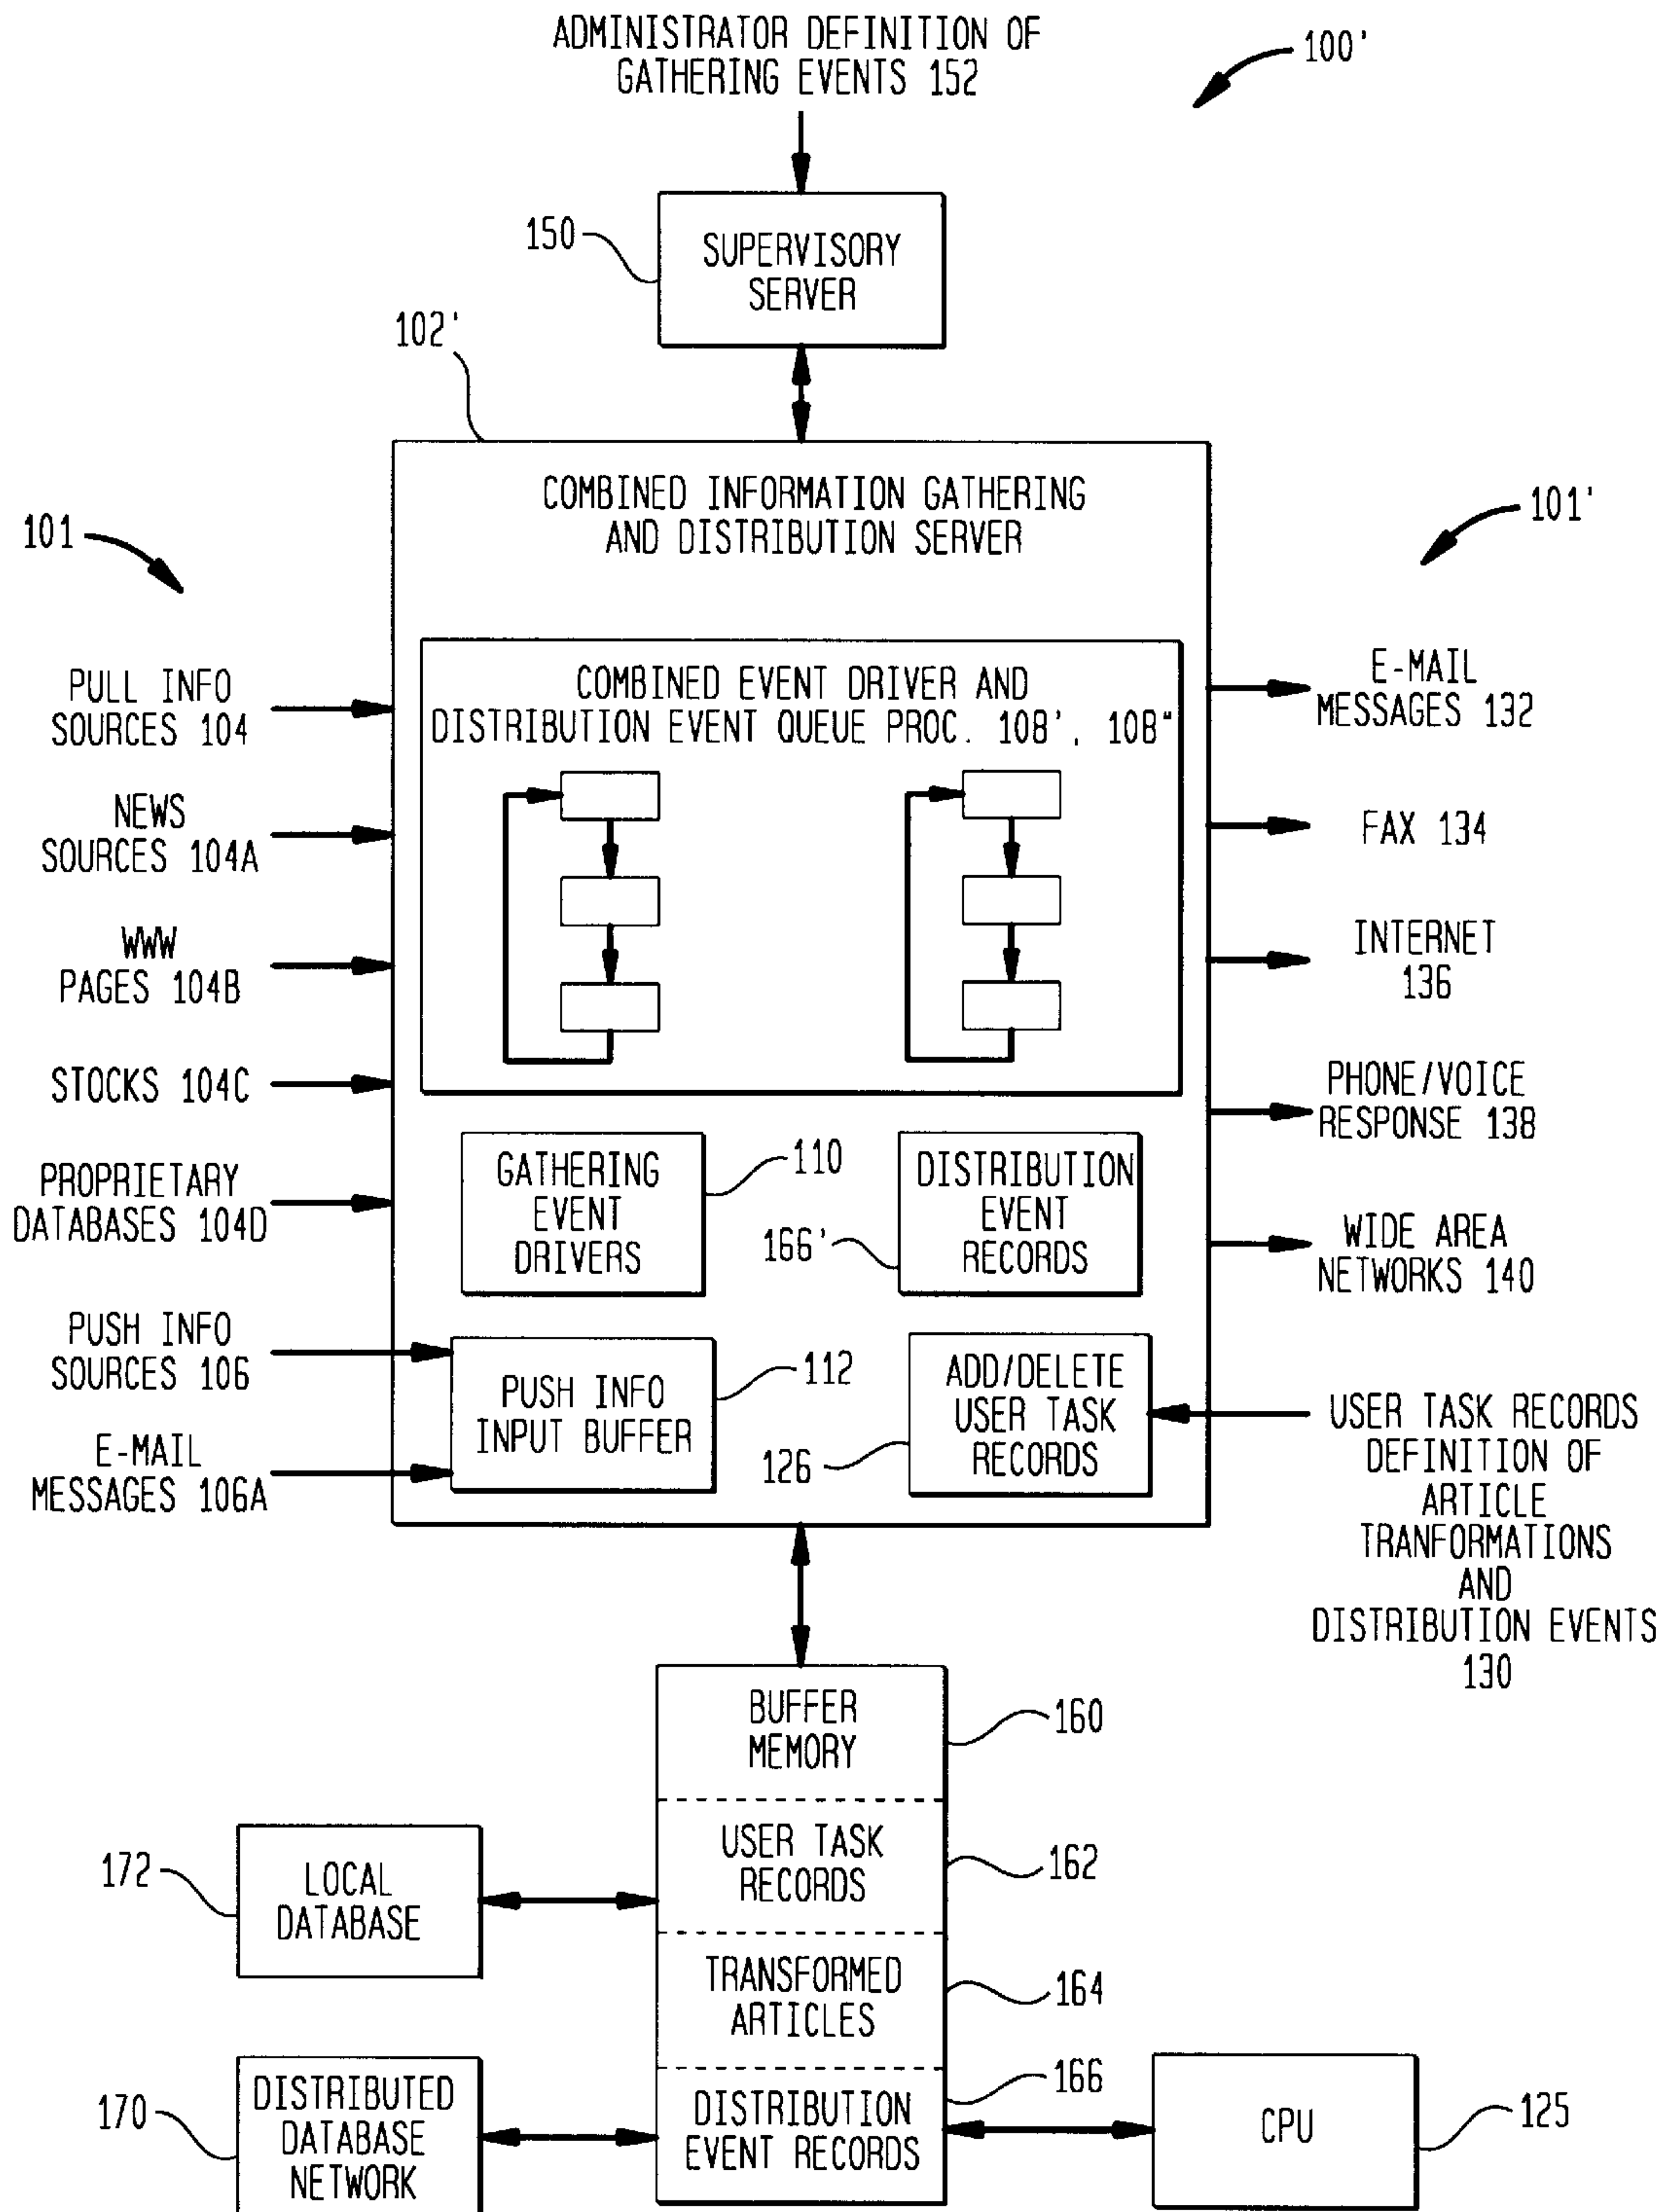 ADMINISTRATOR DEFINITION OF
GATHERING EVENTS 152
100'
150
SUPERVISORY
SERVER
102'
COMBINED INFORMATION GATHERING
AND DISTRIBUTION SERVER
101
101'
COMBINED EVENT DRIVER AND
DISTRIBUTION EVENT QUEUE PROC. 108', 108"
PULL INFO
SOURCES 104
NEWS
SOURCES 104A
WWW
PAGES 104B
STOCKS 104C
PROPRIETARY
DATABASES 104D
PUSH INFO
SOURCES 106
E-MAIL
MESSAGES 106A
E-MAIL
MESSAGES 132
FAX 134
INTERNET
136
PHONE/VOICE
RESPONSE 138
WIDE AREA
NETWORKS 140
GATHERING
EVENT
DRIVERS
110
DISTRIBUTION
EVENT
RECORDS
166'
PUSH INFO
INPUT BUFFER
112
ADD/DELETE
USER TASK
RECORDS
126
USER TASK RECORDS
DEFINITION OF
ARTICLE
TRANFORMATIONS
AND
DISTRIBUTION EVENTS
130
BUFFER
MEMORY
160
USER TASK
RECORDS
162
TRANSFORMED
ARTICLES
164
DISTRIBUTION
EVENT RECORDS
166
172
LOCAL
DATABASE
170
DISTRIBUTED
DATABASE
NETWORK
CPU
125